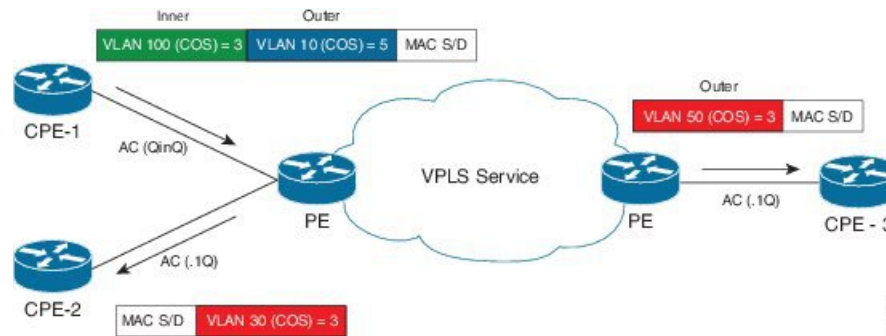 Inner
Outer
VLAN 100 (COS) = 3
VLAN 10 (COS) = 5
MAC S/D
CPE-1
AC (QinQ)
PE
VPLS Service
PE
Outer
VLAN 50 (COS) = 3
MAC S/D
AC (.1Q)
CPE - 3
AC (.1Q)
CPE-2
MAC S/D
VLAN 30 (COS) = 3